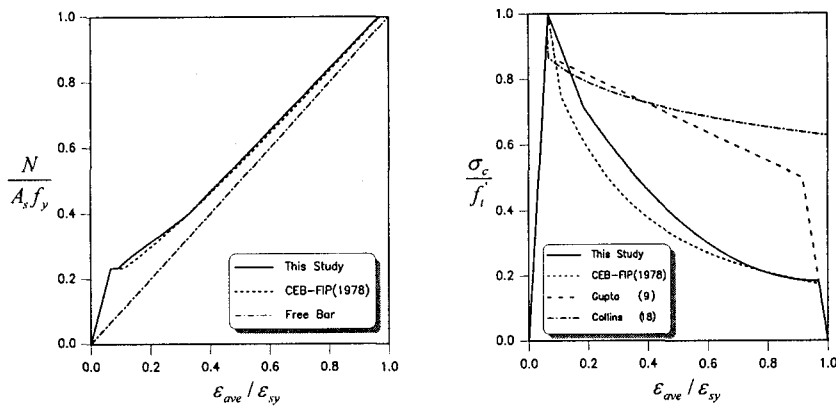 1.0
0.8
0.6
0.4
0.2
0.0
N
A_s f_y
This Study
CEB-FIP(1978)
Free Bar
0.0 0.2 0.4 0.6 0.8 1.0
ε_ave / ε_sy
1.0
0.8
0.6
0.4
0.2
0.0
σ_c
f_t'
This Study
CEB-FIP(1978)
Gupta (9)
Collins (18)
0.0 0.2 0.4 0.6 0.8 1.0
ε_ave / ε_sy